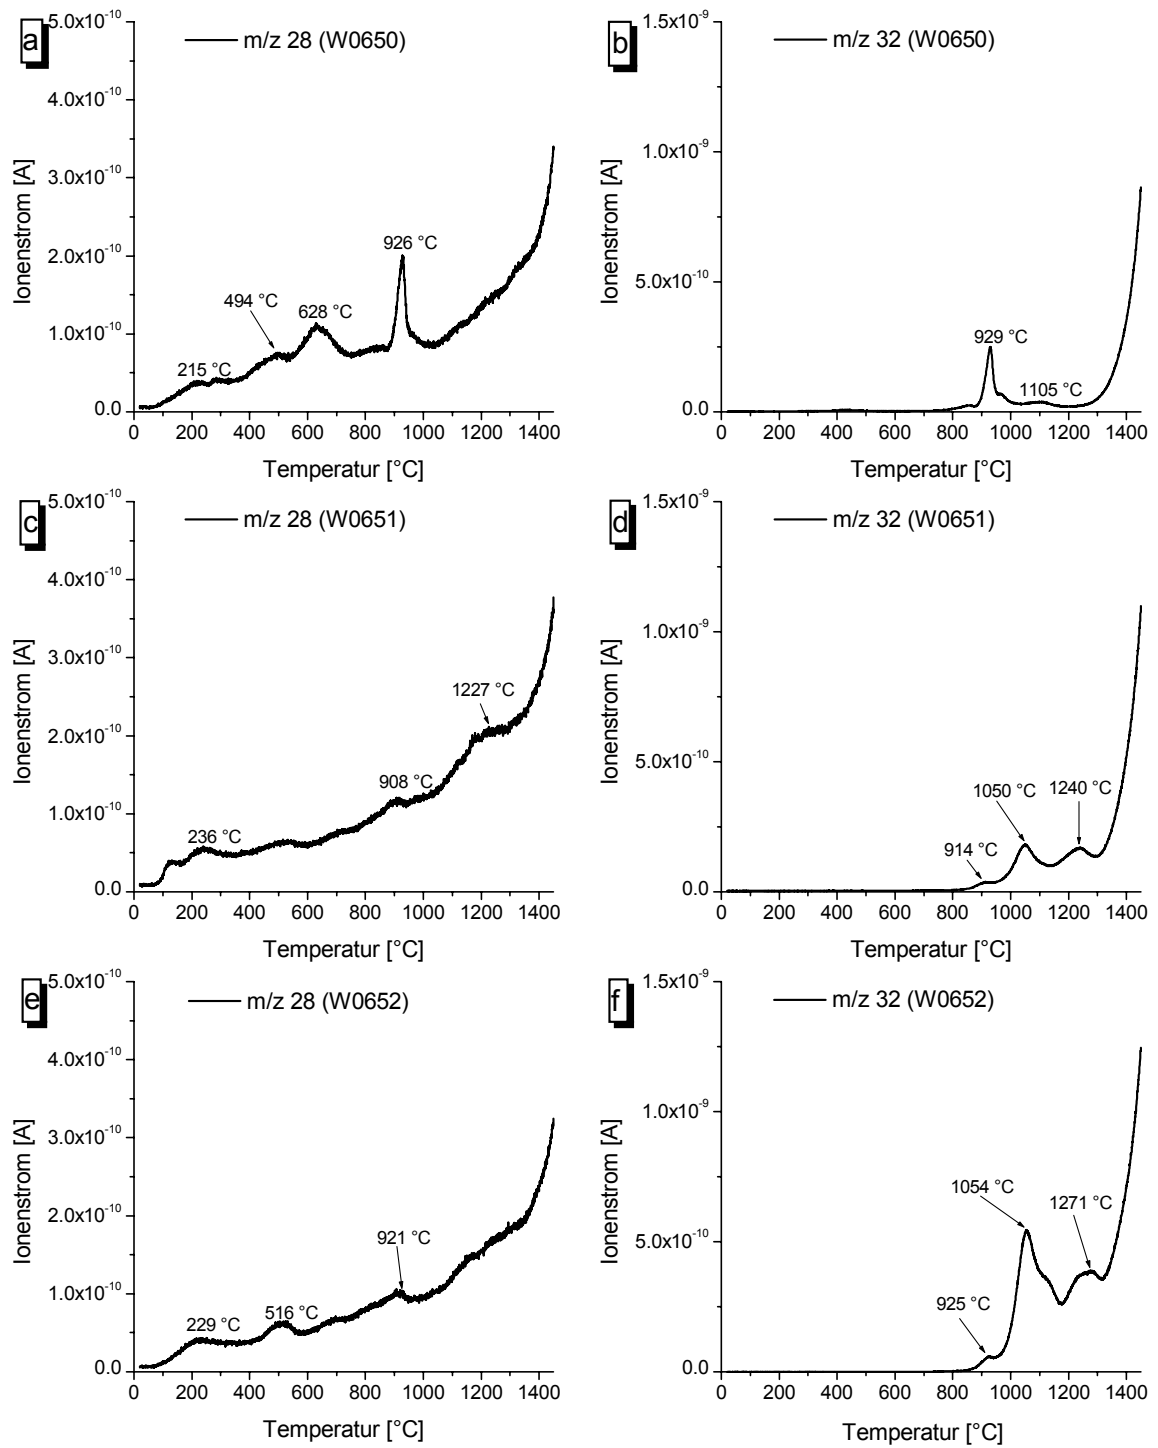 a
m/z 28 (W0650)
5.0x10⁻¹⁰
4.0x10⁻¹⁰
3.0x10⁻¹⁰
2.0x10⁻¹⁰
1.0x10⁻¹⁰
0.0
Ionenstrom [A]
215 °C
494 °C
628 °C
926 °C
0 200 400 600 800 1000 1200 1400
Temperatur [°C]
b
m/z 32 (W0650)
1.5x10⁻⁹
1.0x10⁻⁹
5.0x10⁻¹⁰
0.0
Ionenstrom [A]
929 °C
1105 °C
0 200 400 600 800 1000 1200 1400
Temperatur [°C]
c
m/z 28 (W0651)
5.0x10⁻¹⁰
4.0x10⁻¹⁰
3.0x10⁻¹⁰
2.0x10⁻¹⁰
1.0x10⁻¹⁰
0.0
Ionenstrom [A]
236 °C
908 °C
1227 °C
0 200 400 600 800 1000 1200 1400
Temperatur [°C]
d
m/z 32 (W0651)
1.5x10⁻⁹
1.0x10⁻⁹
5.0x10⁻¹⁰
0.0
Ionenstrom [A]
914 °C
1050 °C
1240 °C
0 200 400 600 800 1000 1200 1400
Temperatur [°C]
e
m/z 28 (W0652)
5.0x10⁻¹⁰
4.0x10⁻¹⁰
3.0x10⁻¹⁰
2.0x10⁻¹⁰
1.0x10⁻¹⁰
0.0
Ionenstrom [A]
229 °C
516 °C
921 °C
0 200 400 600 800 1000 1200 1400
Temperatur [°C]
f
m/z 32 (W0652)
1.5x10⁻⁹
1.0x10⁻⁹
5.0x10⁻¹⁰
0.0
Ionenstrom [A]
925 °C
1054 °C
1271 °C
0 200 400 600 800 1000 1200 1400
Temperatur [°C]